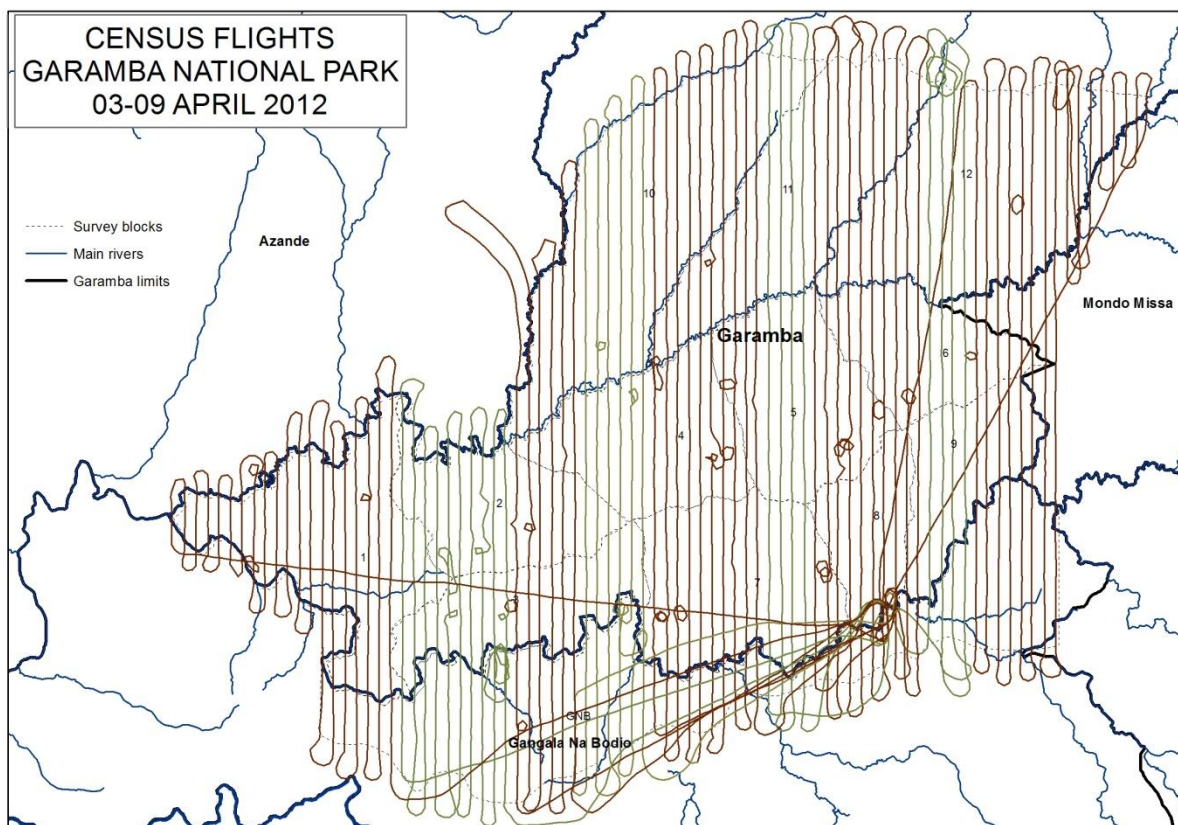 CENSUS FLIGHTS
GARAMBA NATIONAL PARK
03-09 APRIL 2012
Survey blocks
Main rivers
Garamba limits
Azande
Mondo Missa
Garamba
10
11
12
6
5
4
9
2
8
1
7
3
GNB
Gangala Na Bodio